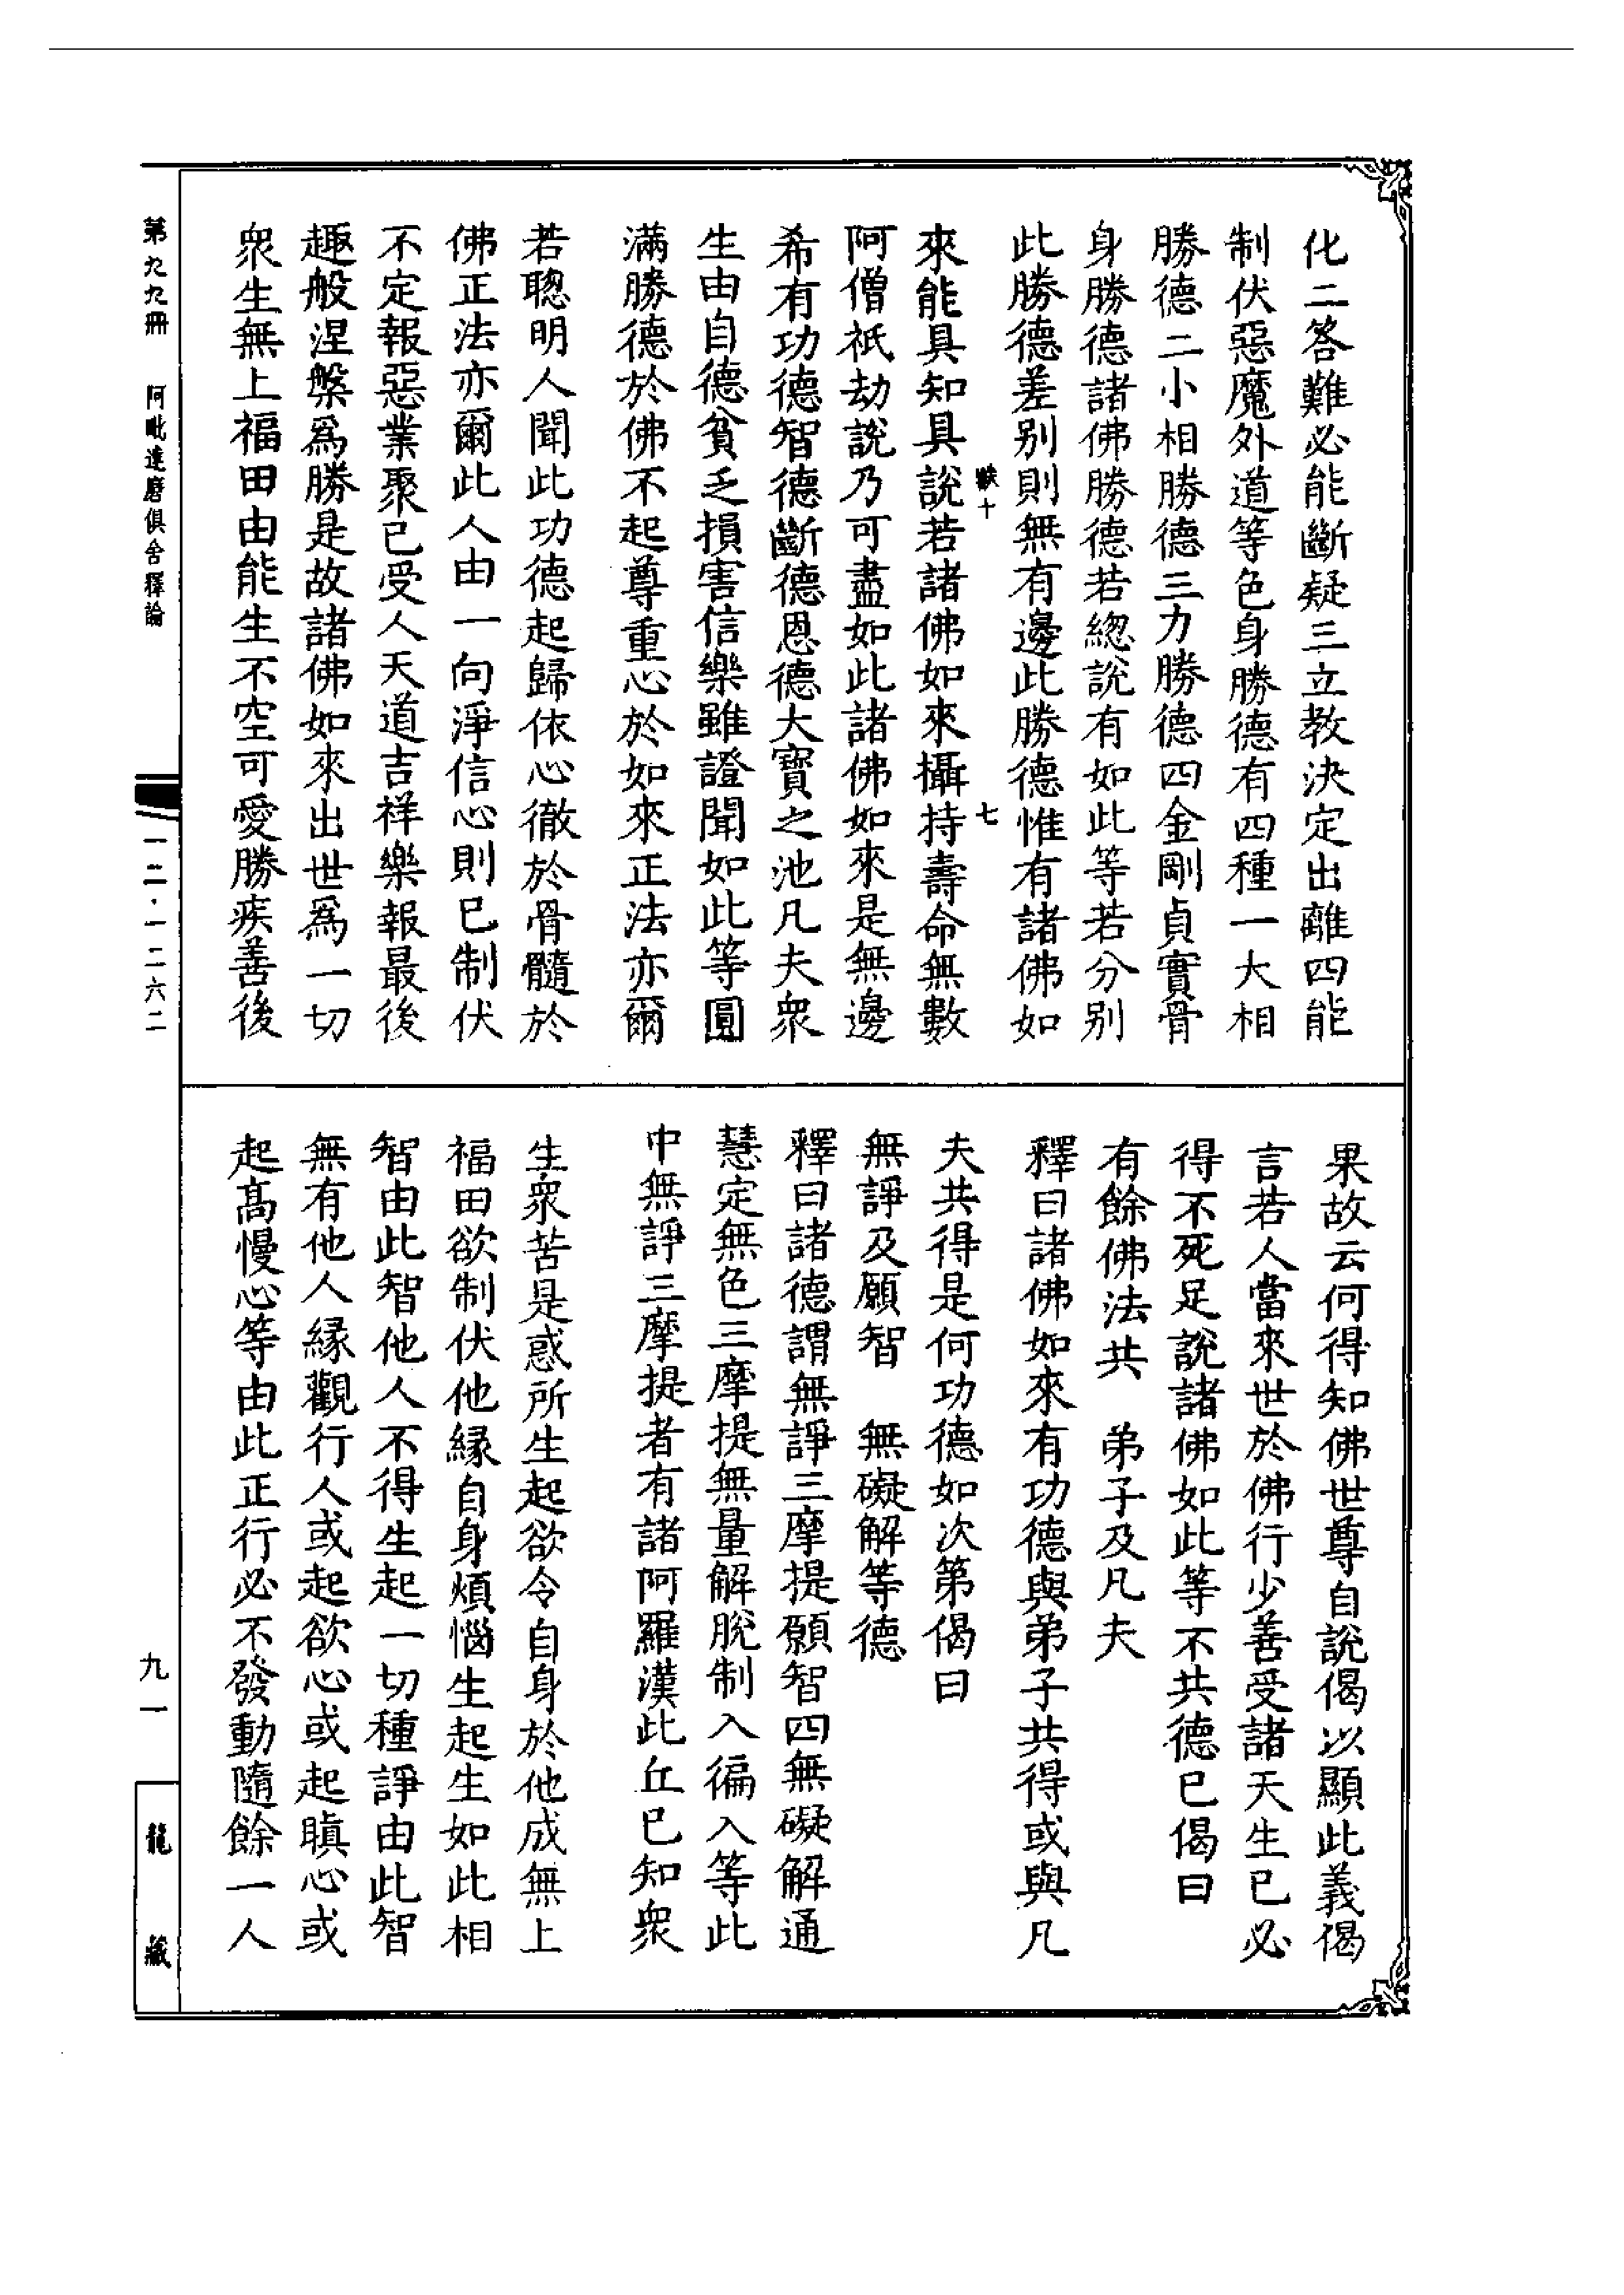 化二答難必能斷疑三立教決定出離四能
制伏惡魔外道等色身勝德有四種一大相
勝德二小相勝德三力勝德四金剛貞實骨
身勝德諸佛勝德若緫說有如此等若分别
此勝德差别則無有邊此勝德惟有諸佛如
十 七
來能具知具說若諸佛如來攝持壽命無數
阿僧祇劫說乃可盡如此諸佛如來是無邊
希有功德智德斷德恩德大寶之池凡夫衆
生由自德貧乏損害信樂雖證聞如此等圓
滿勝德於佛不起尊重心於如來正法亦爾
若聰明人聞此功德起歸依心徹於骨髓於
佛正法亦爾此人由一向淨信心則已制伏
不定報惡業聚已受人天道吉祥樂報最後
趣般涅槃爲勝是故諸佛如來出世爲一切
衆生無上福田由能生不空可愛勝疾善後
果故云何得知佛世尊自說偈以顯此義偈
言若人當來世於佛行少善受諸天生已必
得不死足說諸佛如此等不共德已偈曰
有餘佛法共　弟子及凡夫
釋曰諸佛如來有功德與弟子共得或與凡
夫共得是何功德如次第偈曰
無諍及願智　無礙解等德
釋曰諸德謂無諍三摩提願智四無礙解通
慧定無色三摩提無量解脫制入徧入等此
中無諍三摩提者有諸阿羅漢此丘已知衆
生衆苦是惑所生起欲令自身於他成無上
福田欲制伏他緣自身煩惱生起生如此相
智由此智他人不得生起一切種諍由此智
無有他人緣觀行人或起欲心或起瞋心或
起高慢心等由此正行必不發動隨餘一人
第九九冊　阿毗達磨俱舍釋論
一二·一二六二
九一
龍藏